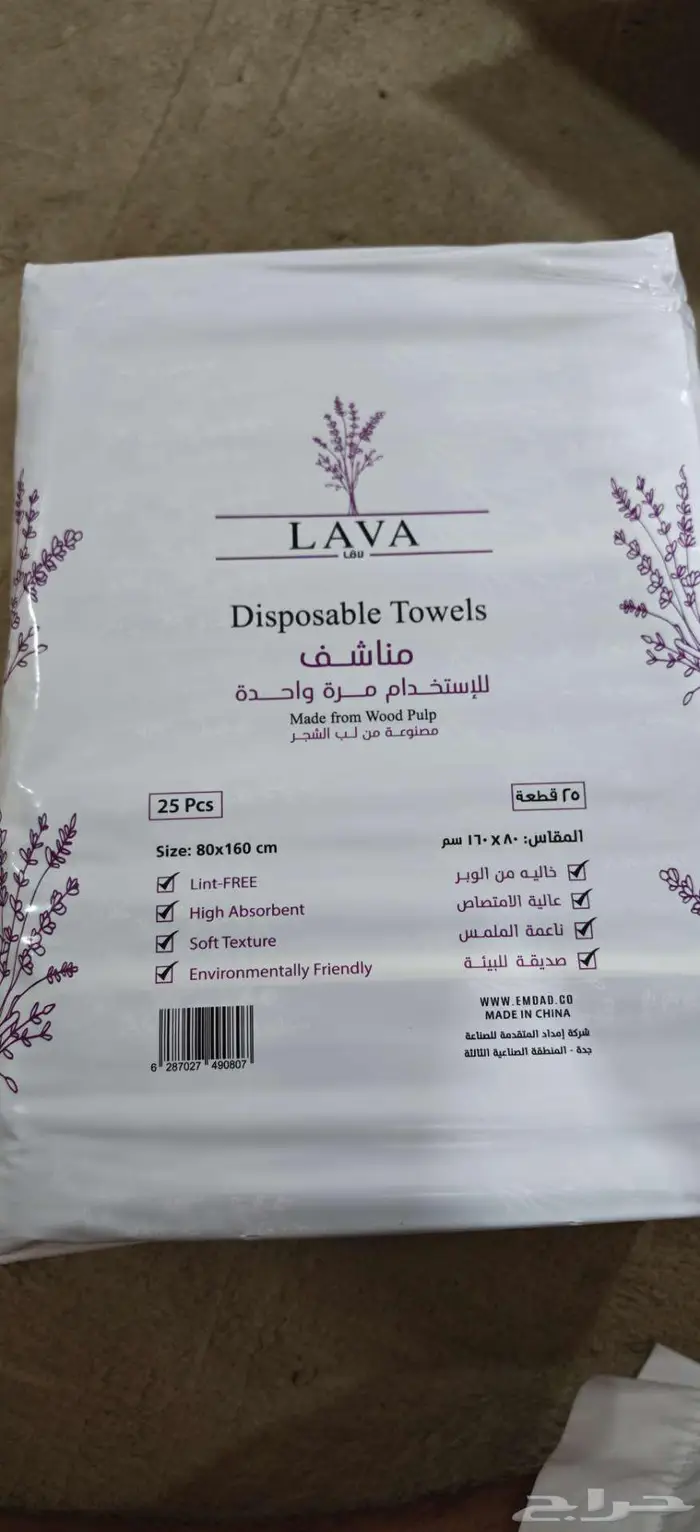 LAVA
لافا
Disposable Towels
مناشف
للإستخدام مرة واحدة
Made from Wood Pulp
مصنوعة من لب الشجر
25 Pcs
٢٥ قطعة
Size: 80x160 cm
المقاس: ٨٠ X ١٦٠ سم
Lint-FREE
خاليه من الوبر
High Absorbent
عالية الامتصاص
Soft Texture
ناعمة الملمس
Environmentally Friendly
صديقة للبيئة
WWW.EMDAD.CO
MADE IN CHINA
شركة إمداد المتقدمة للصناعة
جدة - المنطقة الصناعية الثالثة
6 287027 490807
حراج